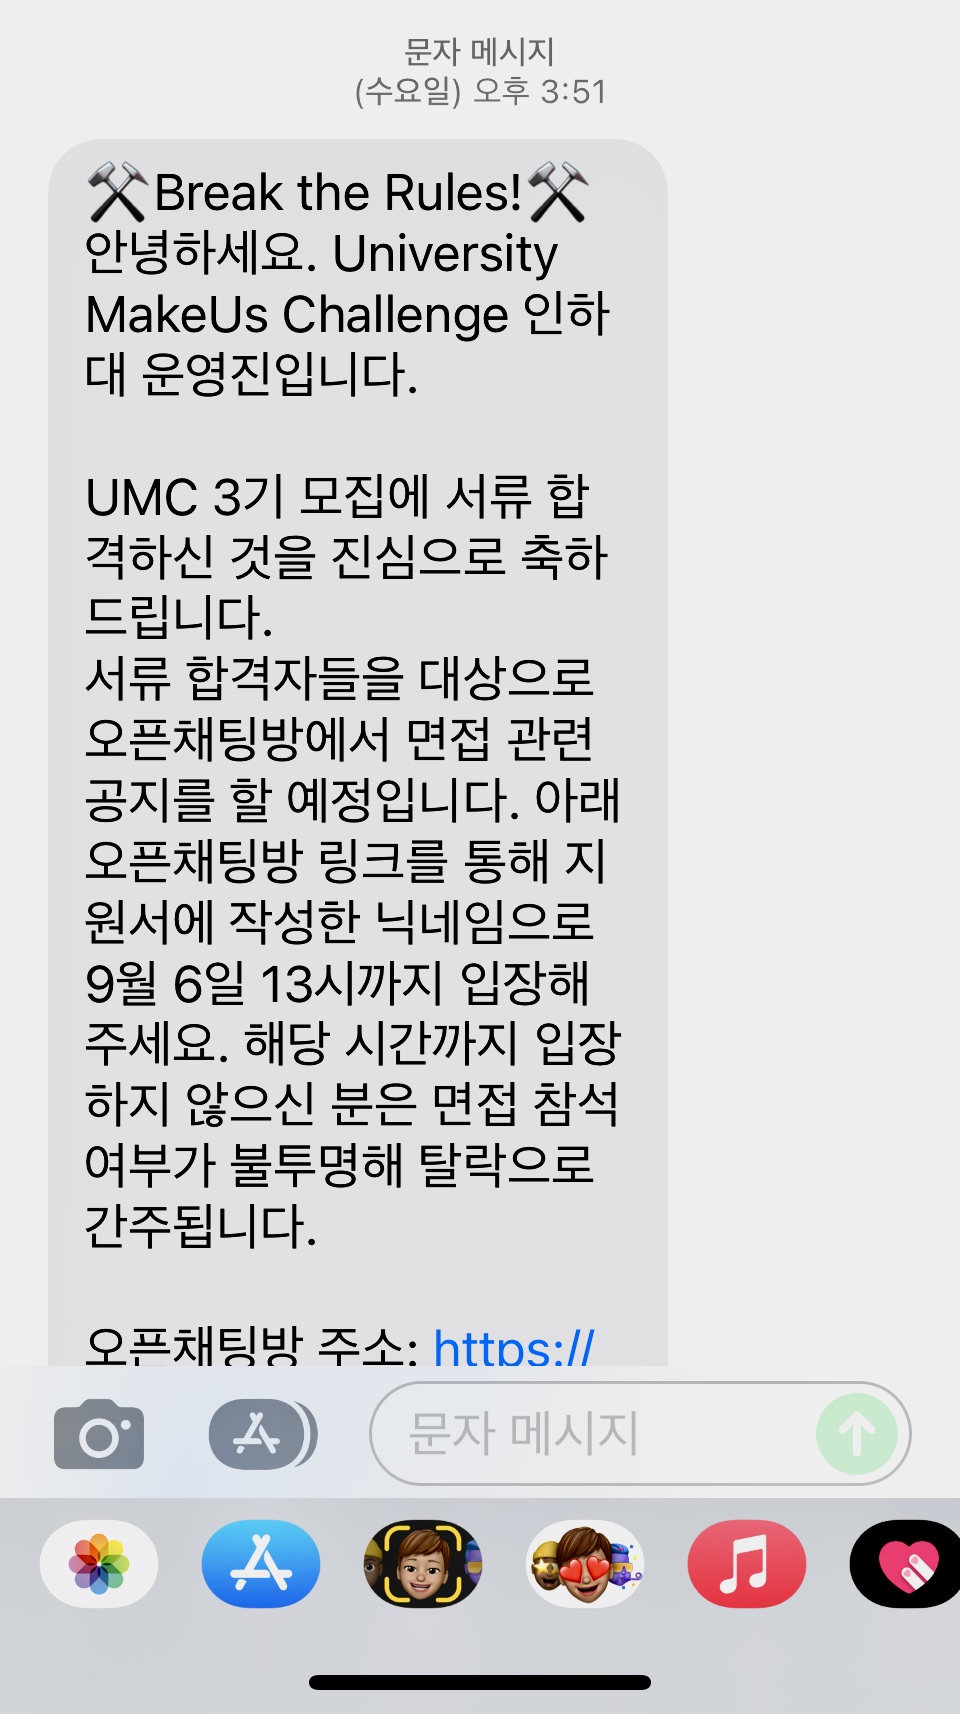 문자 메시지
(수요일) 오후 3:51
⚒Break the Rules!⚒
안녕하세요. University
MakeUs Challenge 인하
대 운영진입니다.
UMC 3기 모집에 서류 합
격하신 것을 진심으로 축하
드립니다.
서류 합격자들을 대상으로
오픈채팅방에서 면접 관련
공지를 할 예정입니다. 아래
오픈채팅방 링크를 통해 지
원서에 작성한 닉네임으로
9월 6일 13시까지 입장해
주세요. 해당 시간까지 입장
하지 않으신 분은 면접 참석
여부가 불투명해 탈락으로
간주됩니다.
오픈채팅방 주소: https://
문자 메시지